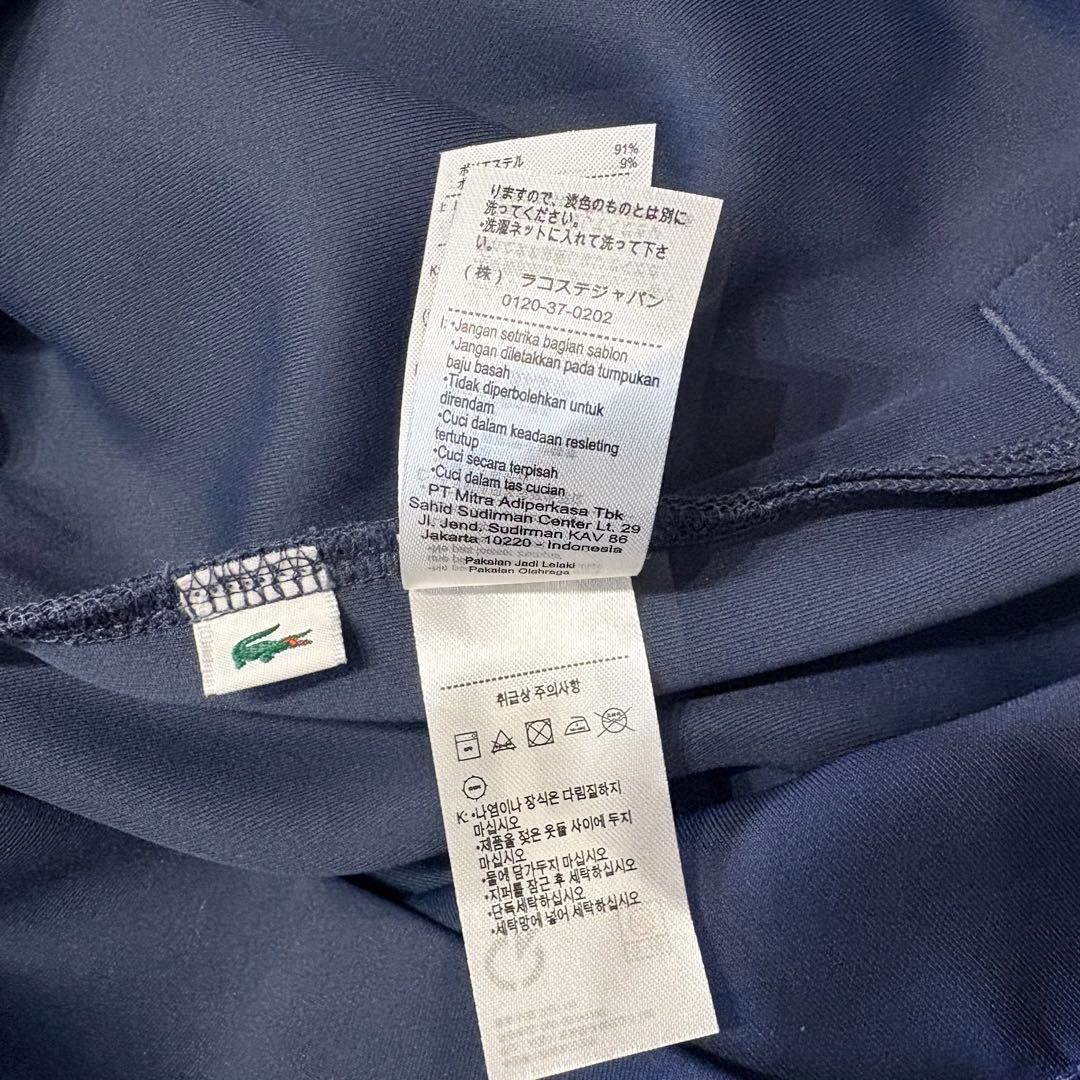 91%
9%
りますので、淡色のものとは別に
洗ってください。
•洗濯ネットに入れて洗って下さ
い。
(株) ラコステジャパン
0120-37-0202
I: •Jangan setrika bagian sablon
•Jangan diletakkan pada tumpukan
baju basah
•Tidak diperbolehkan untuk
direndam
•Cuci dalam keadaan resleting
tertutup
•Cuci secara terpisah
•Cuci dalam tas cucian
PT Mitra Adiperkasa Tbk
Sahid Sudirman Center Lt. 29
Jl. Jend, Sudirman KAV 86
Jakarta 10220 - Indonesia
Pakaian Jadi Lelaki
Pakaian Olahraga
취급상 주의사항
K: •나염이나 장식은 다림질하지
마십시오
•제품을 젖은 옷들 사이에 두지
마십시오
•물에 담가두지 마십시오
•지퍼를 잠근 후 세탁하십시오
•단독세탁하십시오
•세탁망에 넣어 세탁하십시오